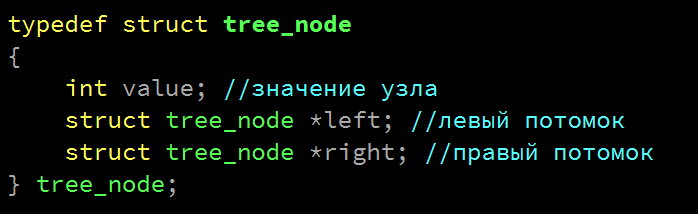 typedef struct tree_node
{
    int value; //значение узла
    struct tree_node *left; //левый потомок
    struct tree_node *right; //правый потомок
} tree_node;